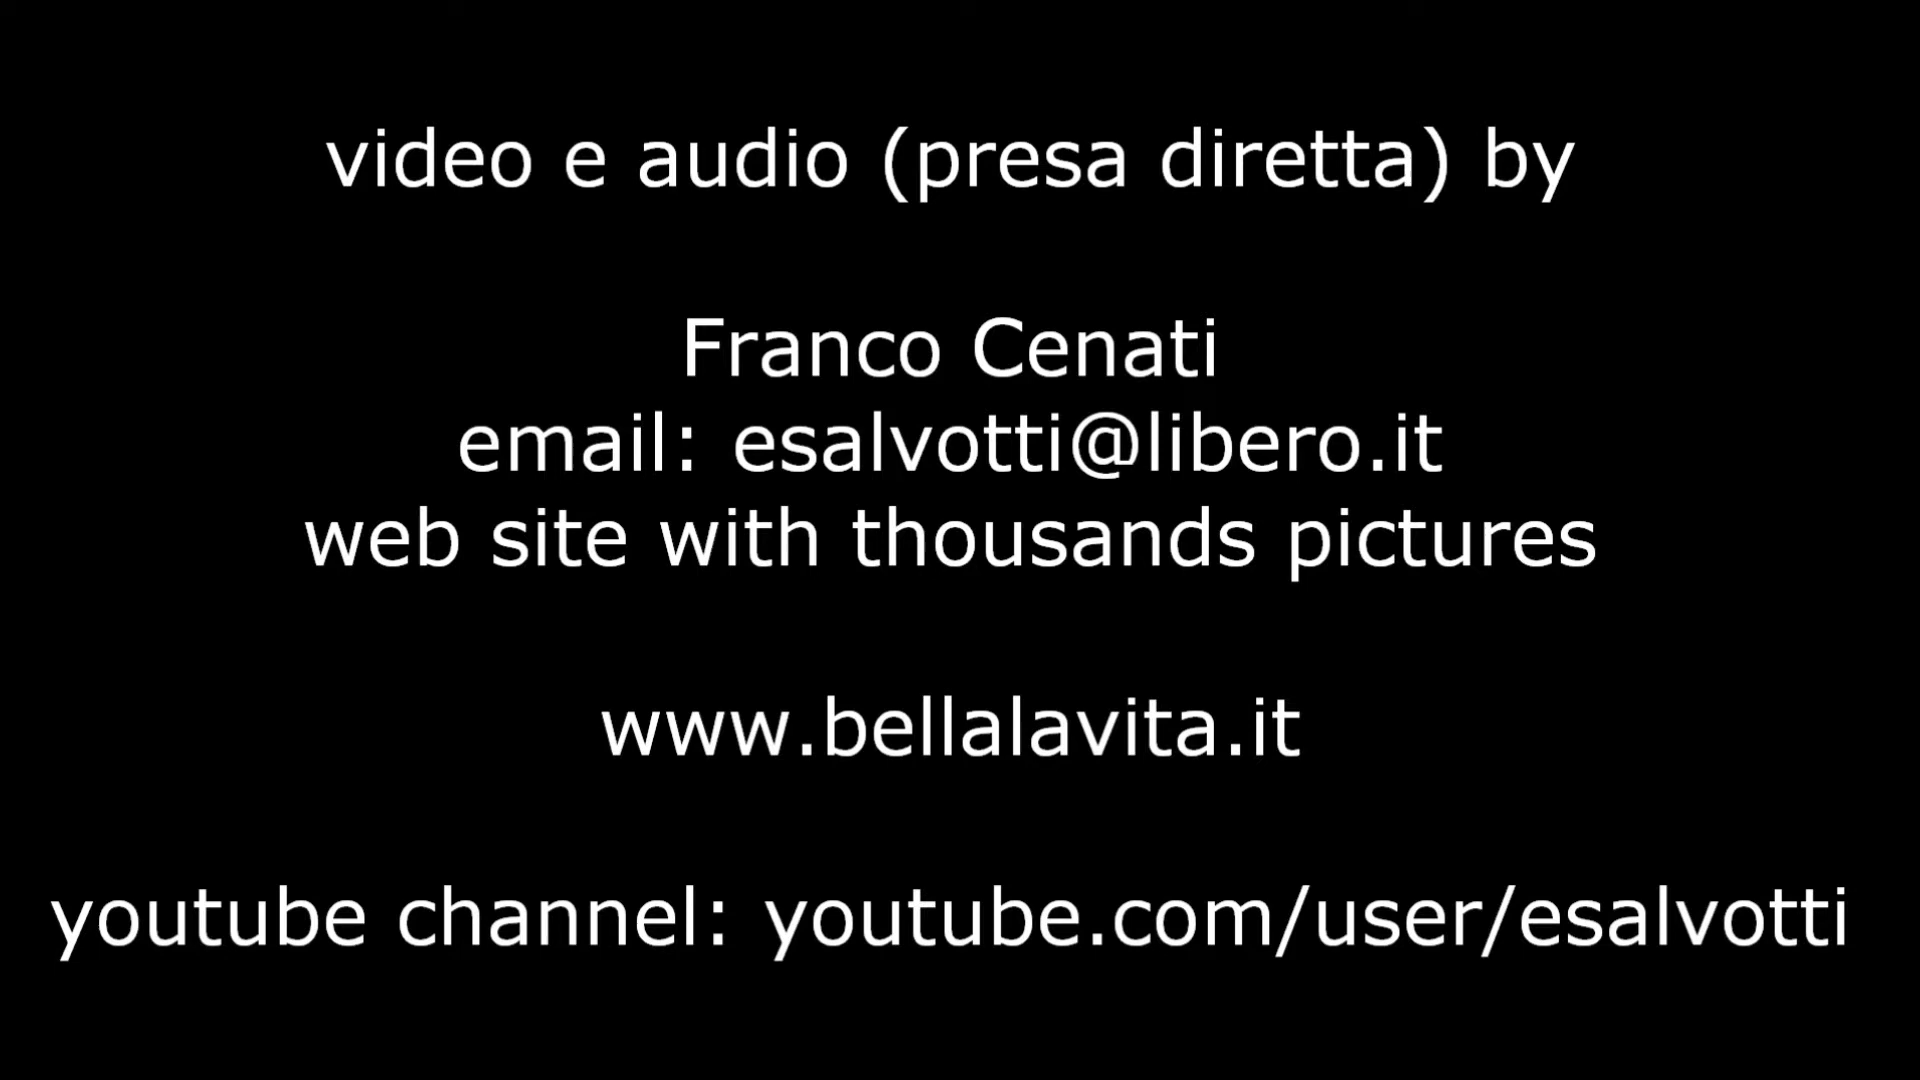 video e audio (presa diretta) by
Franco Cenati
email: esalvotti@libero.it
web site with thousands pictures
www.bellalavita.it
youtube channel: youtube.com/user/esalvotti